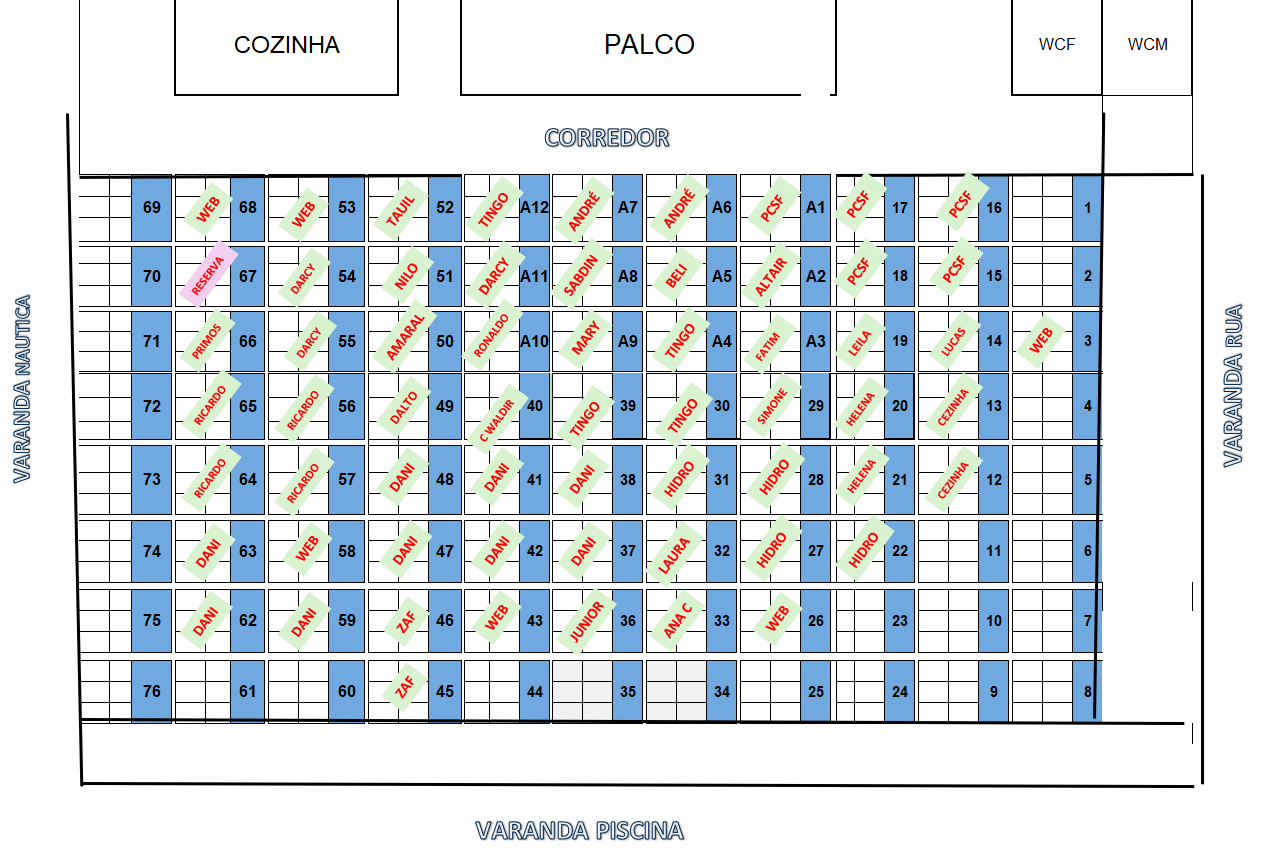 COZINHA PALCO WCF WCM
CORREDOR
69 WEB 68 WEB 53 TAUIL 52 TINGO A12 ANDRÉ A7 ANDRÉ A6 PCSF A1 PCSF 17 PCSF 16 1
70 RESERVA 67 DARCY 54 NILO 51 DARCY A11 SABDIN A8 BELI A5 ALTAIR A2 PCSF 18 PCSF 15 2
71 PRIMOS 66 DARCY 55 AMARAL 50 RONALDO A10 MARY A9 TINGO A4 FATIM A3 LEILA 19 LUCAS 14 WEB 3
72 RICARDO 65 RICARDO 56 DALTO 49 C WALDIR 40 TINGO 39 TINGO 30 SIMONE 29 HELENA 20 CEZINHA 13 4
73 RICARDO 64 RICARDO 57 DANI 48 DANI 41 DANI 38 HIDRO 31 HIDRO 28 HELENA 21 CEZINHA 12 5
74 DANI 63 WEB 58 DANI 47 DANI 42 DANI 37 LAURA 32 HIDRO 27 HIDRO 22 11 6
75 DANI 62 DANI 59 ZAF 46 WEB 43 JUNIOR 36 ANA C 33 WEB 26 23 10 7
76 61 60 ZAF 45 44 35 34 25 24 9 8
VARANDA NAUTICA
VARANDA RUA
VARANDA PISCINA